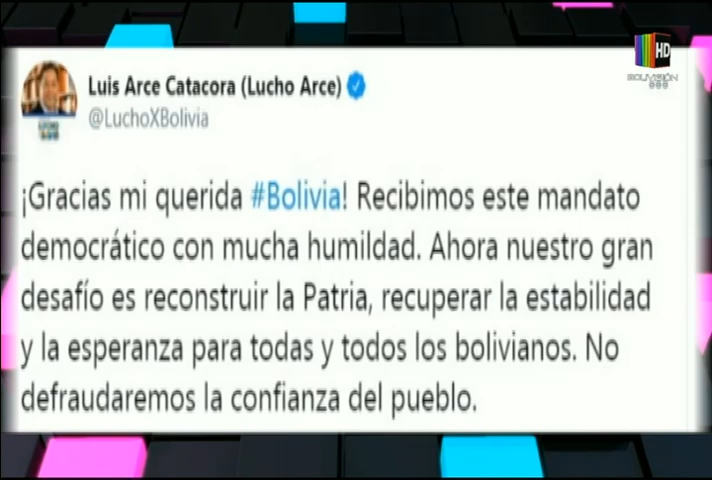 HD
BOLIVISIÓN
Luis Arce Catacora (Lucho Arce)
@LuchoXBolivia
¡Gracias mi querida #Bolivia! Recibimos este mandato
democrático con mucha humildad. Ahora nuestro gran
desafío es reconstruir la Patria, recuperar la estabilidad
y la esperanza para todas y todos los bolivianos. No
defraudaremos la confianza del pueblo.